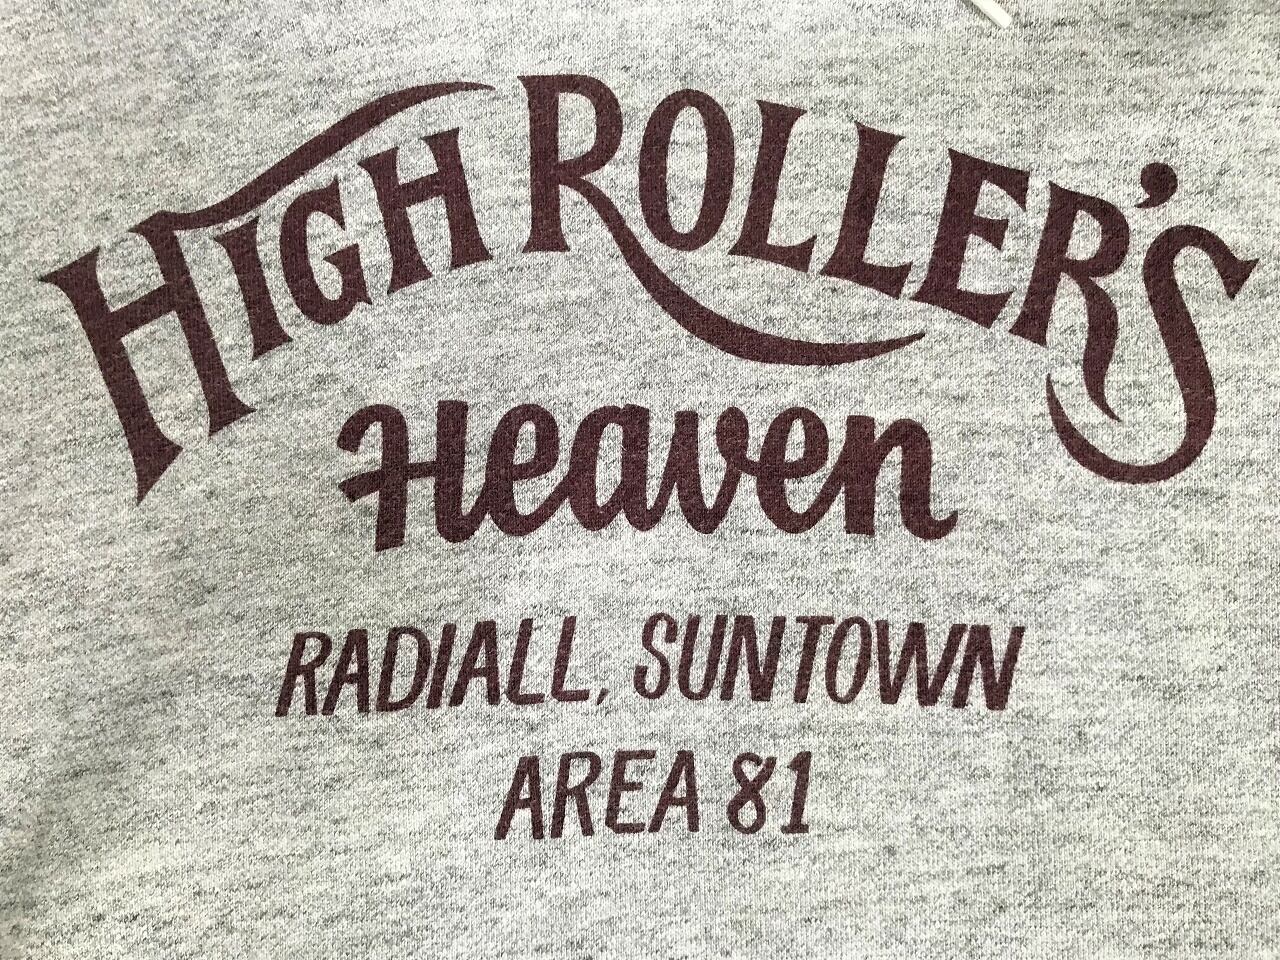 HIGH ROLLER'S
Heaven
RADIALL, SUNTOWN
AREA 81